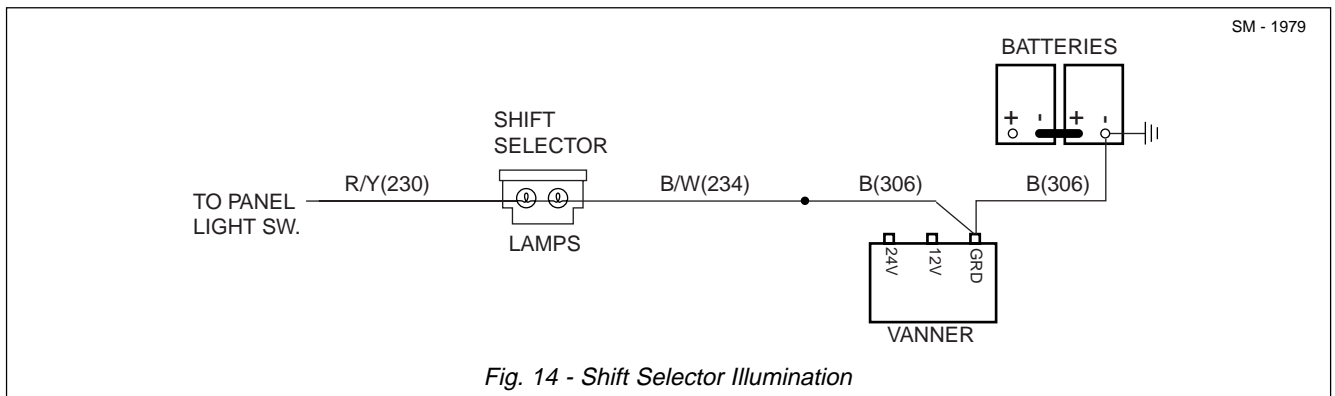 SM - 1979
BATTERIES
+ - + -
SHIFT
SELECTOR
R/Y(230)
B/W(234)
B(306)
B(306)
TO PANEL
LIGHT SW.
LAMPS
24V
12V
GRD
VANNER
Fig. 14 - Shift Selector Illumination